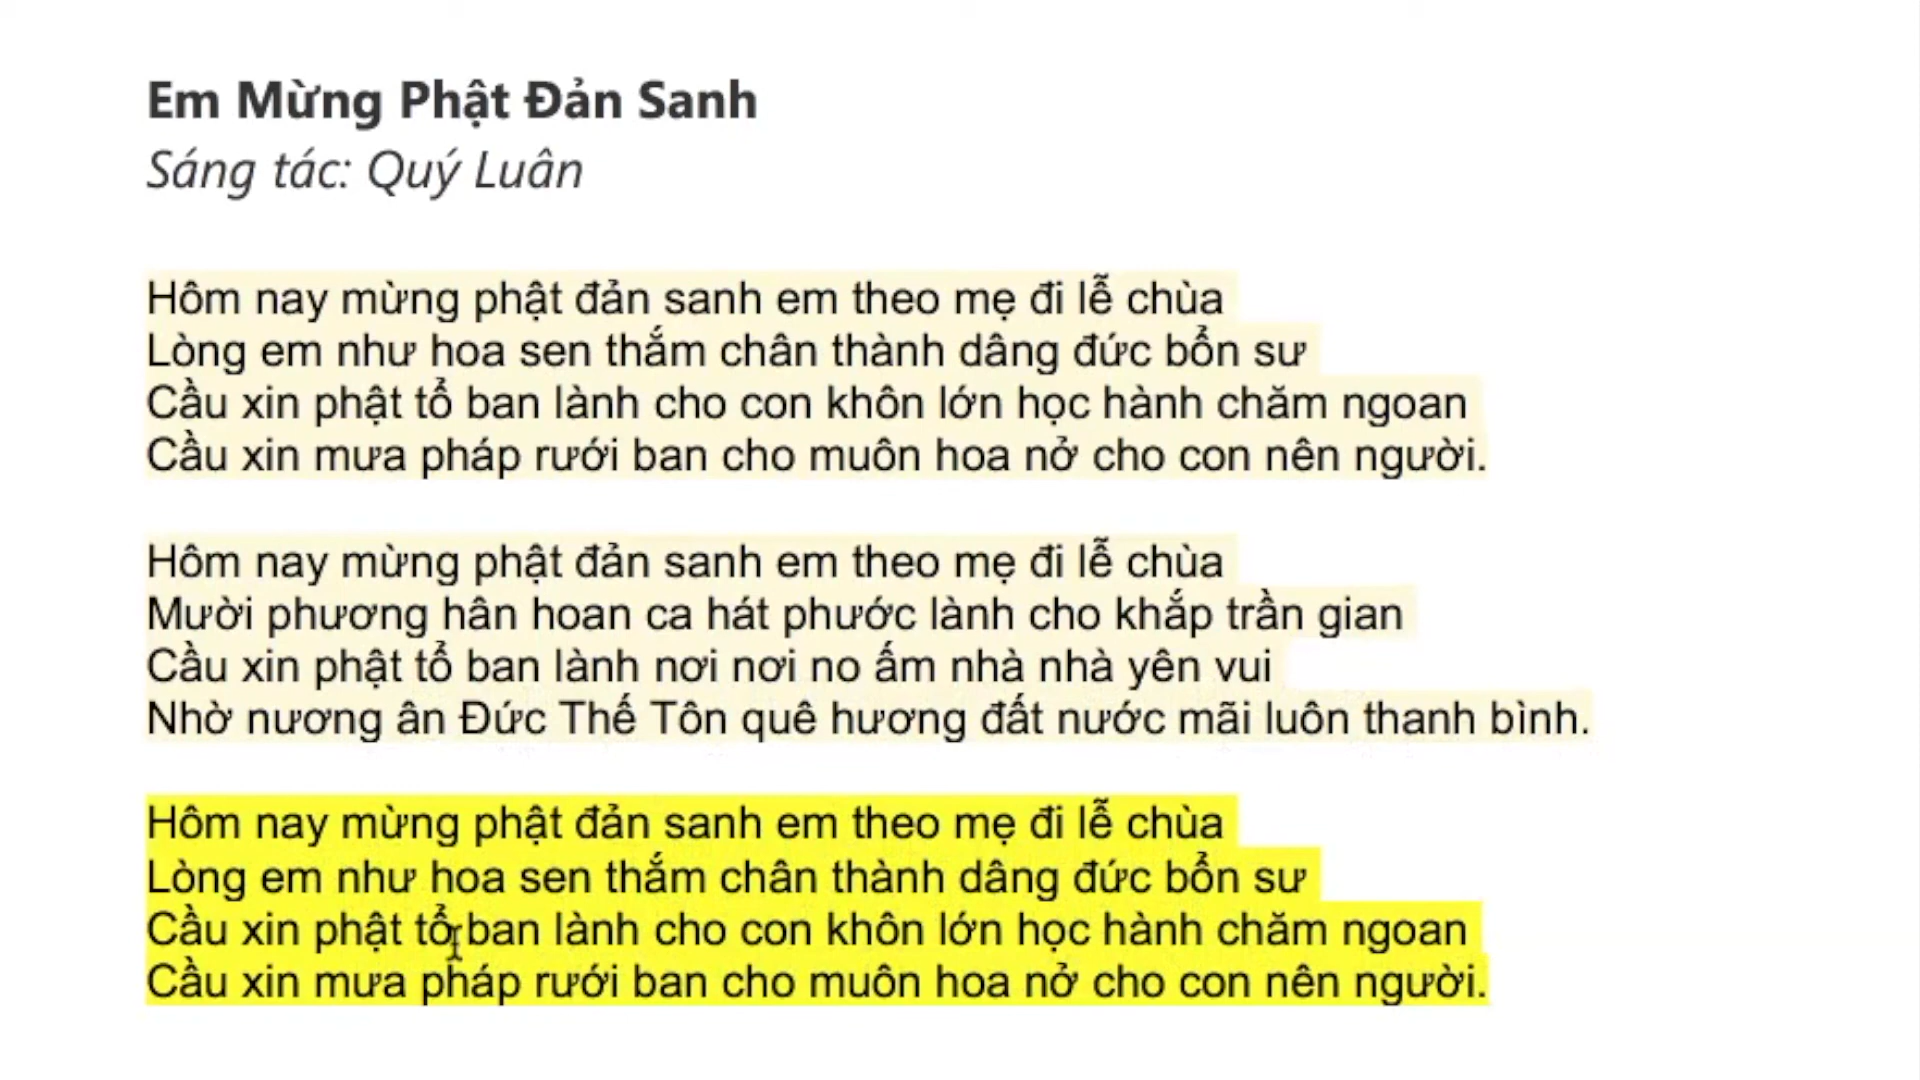 Em Mừng Phật Đản Sanh
Sáng tác: Quý Luân
Hôm nay mừng phật đản sanh em theo mẹ đi lễ chùa
Lòng em như hoa sen thắm chân thành dâng đức bổn sư
Cầu xin phật tổ ban lành cho con khôn lớn học hành chăm ngoan
Cầu xin mưa pháp rưới ban cho muôn hoa nở cho con nên người.
Hôm nay mừng phật đản sanh em theo mẹ đi lễ chùa
Mười phương hân hoan ca hát phước lành cho khắp trần gian
Cầu xin phật tổ ban lành nơi nơi no ấm nhà nhà yên vui
Nhờ nương ân Đức Thế Tôn quê hương đất nước mãi luôn thanh bình.
Hôm nay mừng phật đản sanh em theo mẹ đi lễ chùa
Lòng em như hoa sen thắm chân thành dâng đức bổn sư
Cầu xin phật tổ ban lành cho con khôn lớn học hành chăm ngoan
Cầu xin mưa pháp rưới ban cho muôn hoa nở cho con nên người.